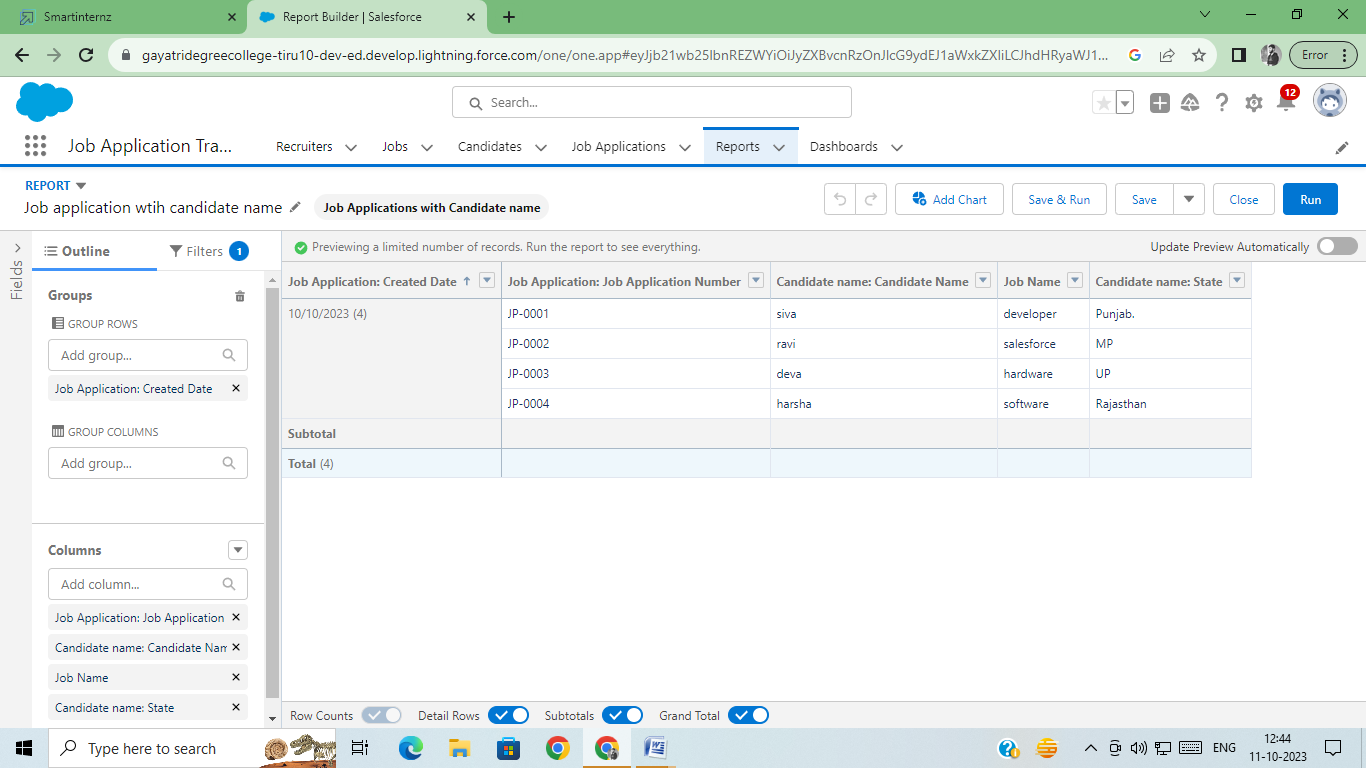 Smartinternz
Report Builder | Salesforce
gayatridegreecollege-tiru10-dev-ed.develop.lightning.force.com/one/one.app#eyJjb21wb25lbnREZWYiOiJyZXBvcnRzOnJlcG9ydEJ1aWxkZXIiLCJhdHRyaWJ1...
Error
Search...
12
Job Application Tra...
Recruiters
Jobs
Candidates
Job Applications
Reports
Dashboards
REPORT
Job application wtih candidate name
Job Applications with Candidate name
Add Chart
Save & Run
Save
Close
Run
Fields
Outline
Filters 1
Previewing a limited number of records. Run the report to see everything.
Update Preview Automatically
Groups
GROUP ROWS
Add group...
Job Application: Created Date
GROUP COLUMNS
Add group...
Columns
Add column...
Job Application: Job Application
Candidate name: Candidate Nam
Job Name
Candidate name: State
Job Application: Created Date Job Application: Job Application Number Candidate name: Candidate Name Job Name Candidate name: State
10/10/2023 (4) JP-0001 siva developer Punjab.
JP-0002 ravi salesforce MP
JP-0003 deva hardware UP
JP-0004 harsha software Rajasthan
Subtotal
Total (4)
Row Counts
Detail Rows
Subtotals
Grand Total
Type here to search
ENG
12:44
11-10-2023